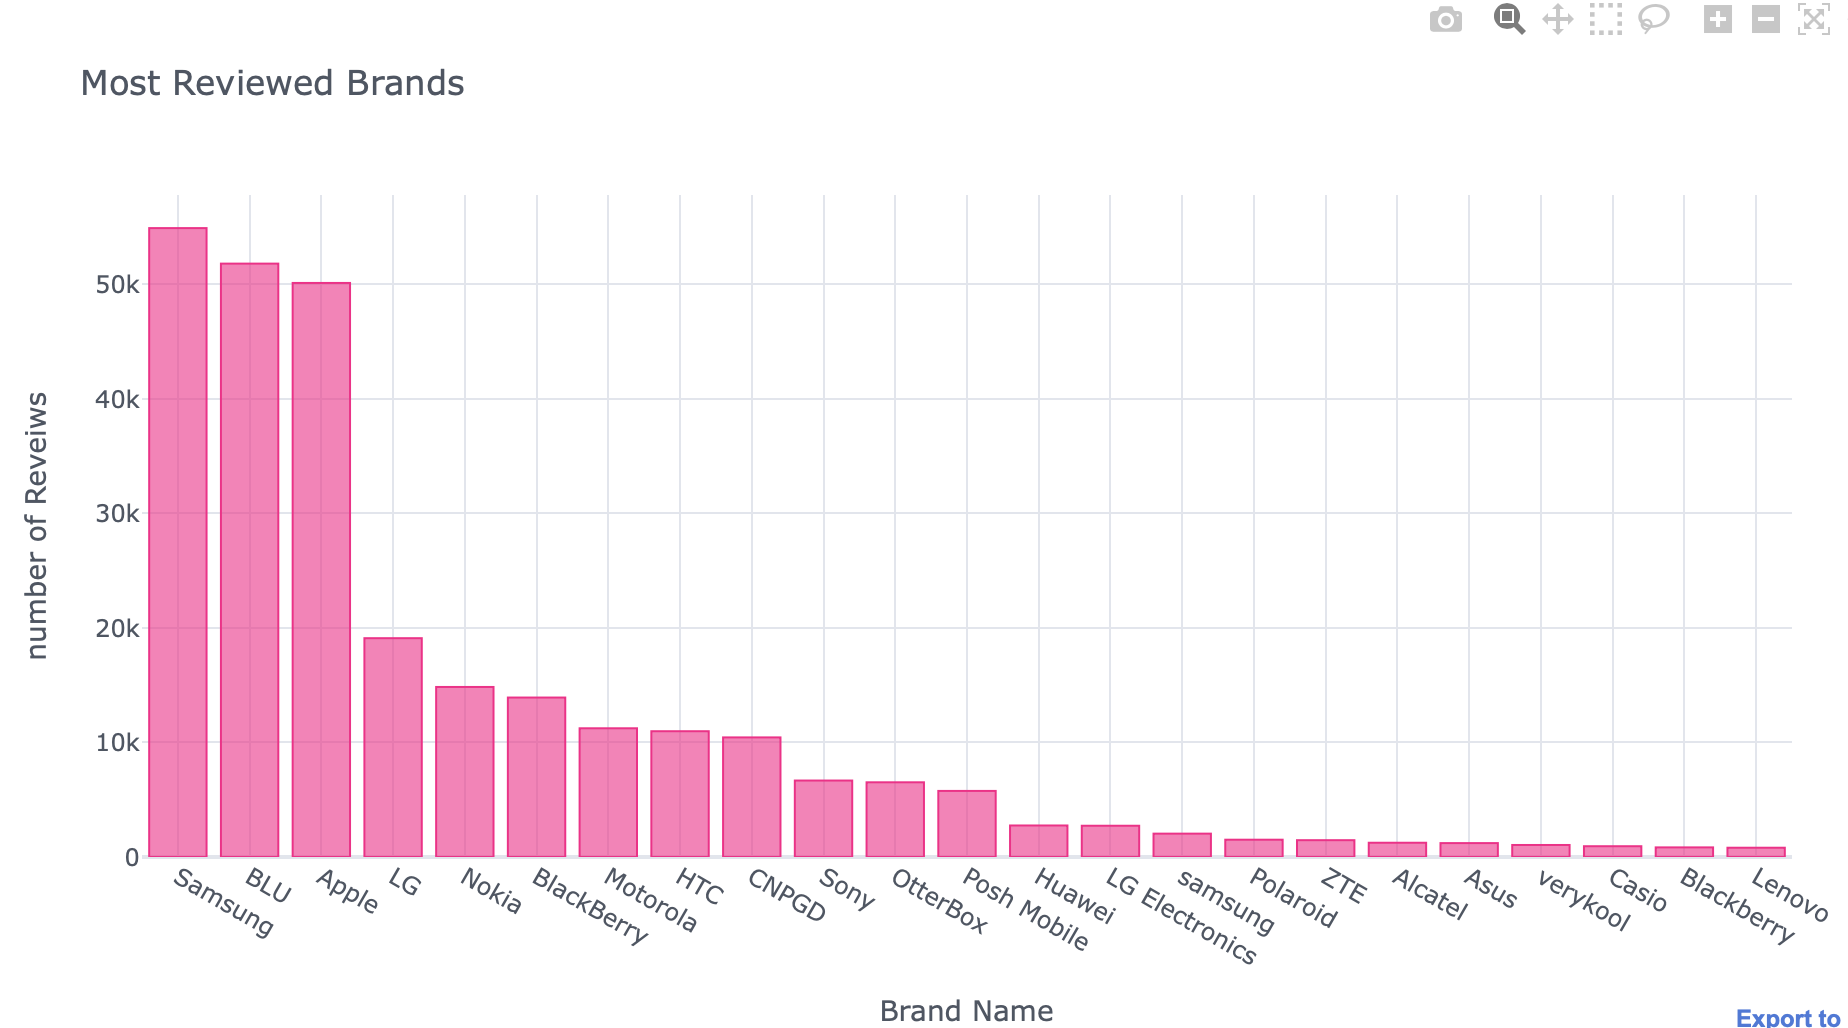 Most Reviewed Brands
number of Reveiws
50k
40k
30k
20k
10k
0
Samsung
BLU
Apple
LG
Nokia
BlackBerry
Motorola
HTC
CNPGD
Sony
OtterBox
Posh Mobile
Huawei
LG Electronics
samsung
Polaroid
ZTE
Alcatel
Asus
verykool
Casio
Blackberry
Lenovo
Brand Name
Export to